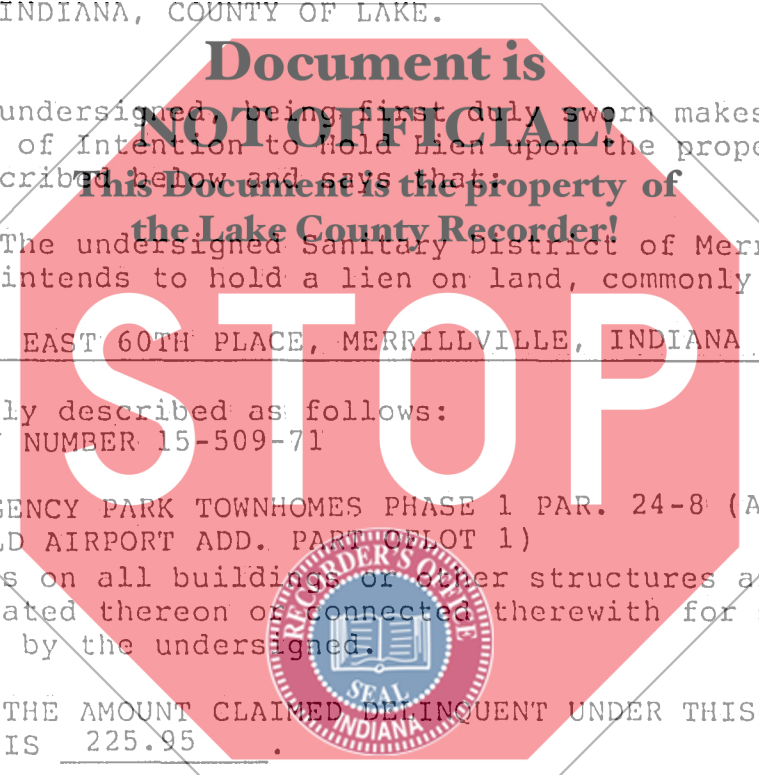 INDIANA, COUNTY OF LAKE.
Document is
undersigned, being first duly sworn makes
NOT OFFICIAL!
of Intention to Hold Lien upon the prope
cribed below and says that:
This Document is the property of
the Lake County Recorder!
The undersigned Sanitary District of Merr
intends to hold a lien on land, commonly
EAST 60TH PLACE, MERRILLVILLE, INDIANA
STOP
ly described as follows:
NUMBER 15-509-71
GENCY PARK TOWNHOMES PHASE 1 PAR. 24-8 (A
LD AIRPORT ADD. PART OF LOT 1)
s on all buildings or other structures a
ated thereon or connected therewith for
by the undersigned.
RECORDER'S OFFICE
SEAL
INDIANA
THE AMOUNT CLAIMED DELINQUENT UNDER THIS
IS 225.95 .